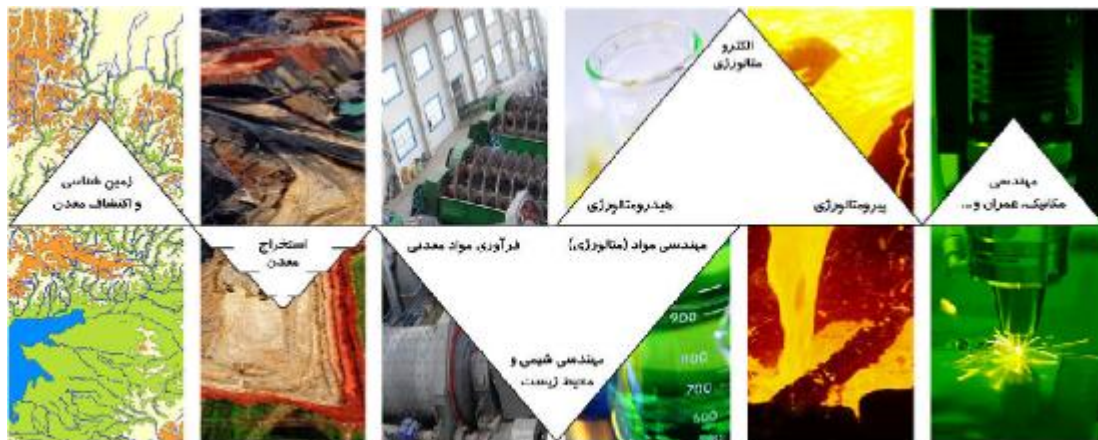 الکترو
متالورژی
هیدرومتالورژی
پیرومتالورژی
زمین شناسی
و اکتشاف معدن
مهندسی
مکانیک، عمران و...
استخراج
معدن
فرآوری مواد معدنی
مهندسی مواد (متالورژی)
مهندسی شیمی و
محیط زیست
900
800
700
600